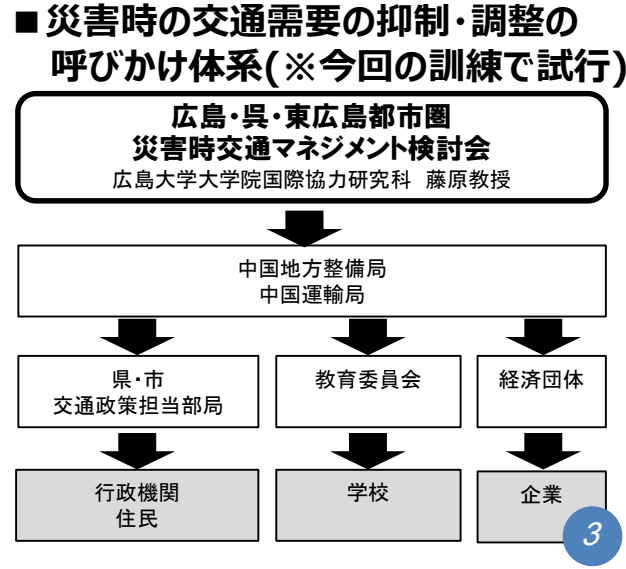 ■災害時の交通需要の抑制･調整の
呼びかけ体系(※今回の訓練で試行)
広島･呉･東広島都市圏
災害時交通マネジメント検討会
広島大学大学院国際協力研究科 藤原教授
中国地方整備局
中国運輸局
県･市
交通政策担当部局
教育委員会
経済団体
行政機関
住民
学校
企業
3